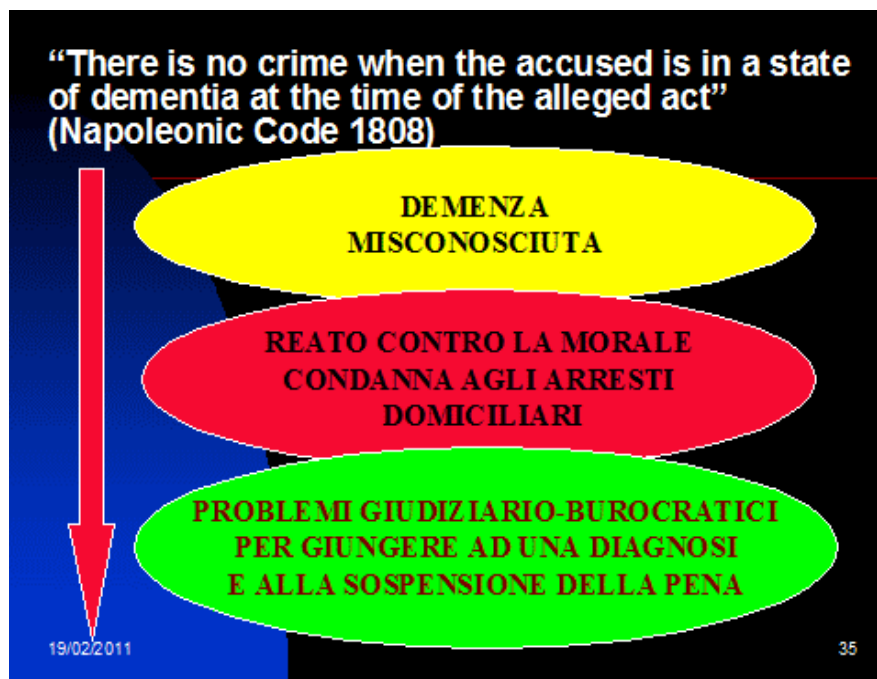 “There is no crime when the accused is in a state
of dementia at the time of the alleged act”
(Napoleonic Code 1808)
DEMENZA
MISCONOSCIUTA
REATO CONTRO LA MORALE
CONDANNA AGLI ARRESTI
DOMICILIARI
PROBLEMI GIUDIZIARIO-BUROCRATICI
PER GIUNGERE AD UNA DIAGNOSI
E ALLA SOSPENSIONE DELLA PENA
19/02/2011
35